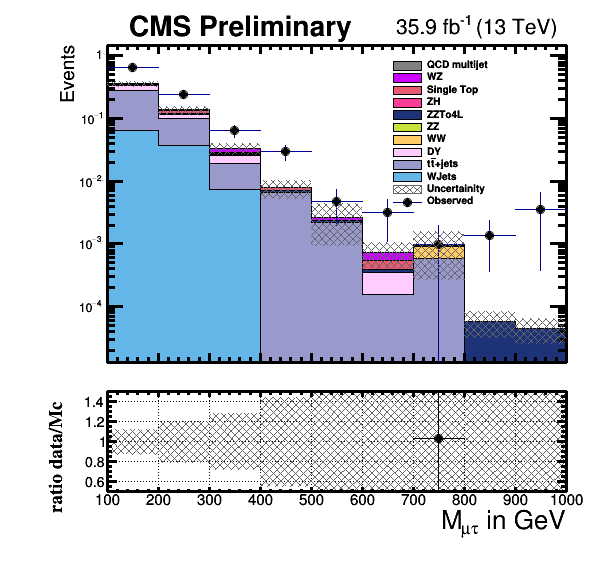 CMS Preliminary 35.9 fb⁻¹ (13 TeV)
Events
1
10⁻¹
10⁻²
10⁻³
10⁻⁴
QCD multijet
WZ
Single Top
ZH
ZZTo4L
ZZ
WW
DY
tt̄+jets
WJets
Uncertainty
Observed
ratio data/Mc
1.4
1.2
1
0.8
0.6
100 200 300 400 500 600 700 800 900 1000
M_μτ in GeV